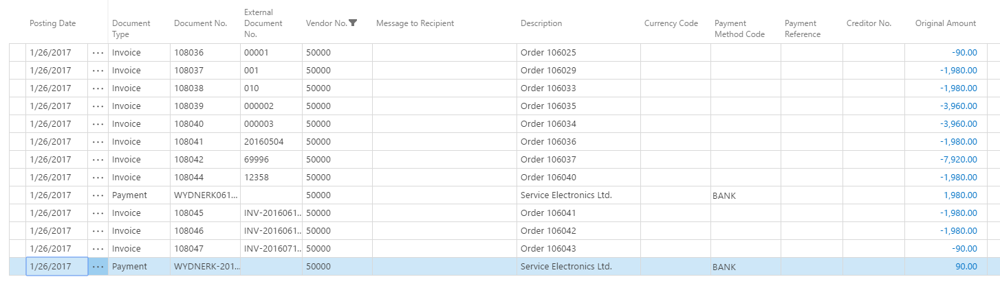 Posting Date Document Type Document No. External Document No. Vendor No. Message to Recipient Description Currency Code Payment Method Code Payment Reference Creditor No. Original Amount
1/26/2017 ... Invoice 108036 00001 50000 Order 106025 -90.00
1/26/2017 ... Invoice 108037 001 50000 Order 106029 -1,980.00
1/26/2017 ... Invoice 108038 010 50000 Order 106033 -1,980.00
1/26/2017 ... Invoice 108039 000002 50000 Order 106035 -3,960.00
1/26/2017 ... Invoice 108040 000003 50000 Order 106034 -3,960.00
1/26/2017 ... Invoice 108041 20160504 50000 Order 106036 -1,980.00
1/26/2017 ... Invoice 108042 69996 50000 Order 106037 -7,920.00
1/26/2017 ... Invoice 108044 12358 50000 Order 106040 -1,980.00
1/26/2017 ... Payment WYDNERK061... 50000 Service Electronics Ltd. BANK 1,980.00
1/26/2017 ... Invoice 108045 INV-2016061... 50000 Order 106041 -1,980.00
1/26/2017 ... Invoice 108046 INV-2016061... 50000 Order 106042 -1,980.00
1/26/2017 ... Invoice 108047 INV-2016071... 50000 Order 106043 -90.00
1/26/2017 ... Payment WYDNERK-201... 50000 Service Electronics Ltd. BANK 90.00